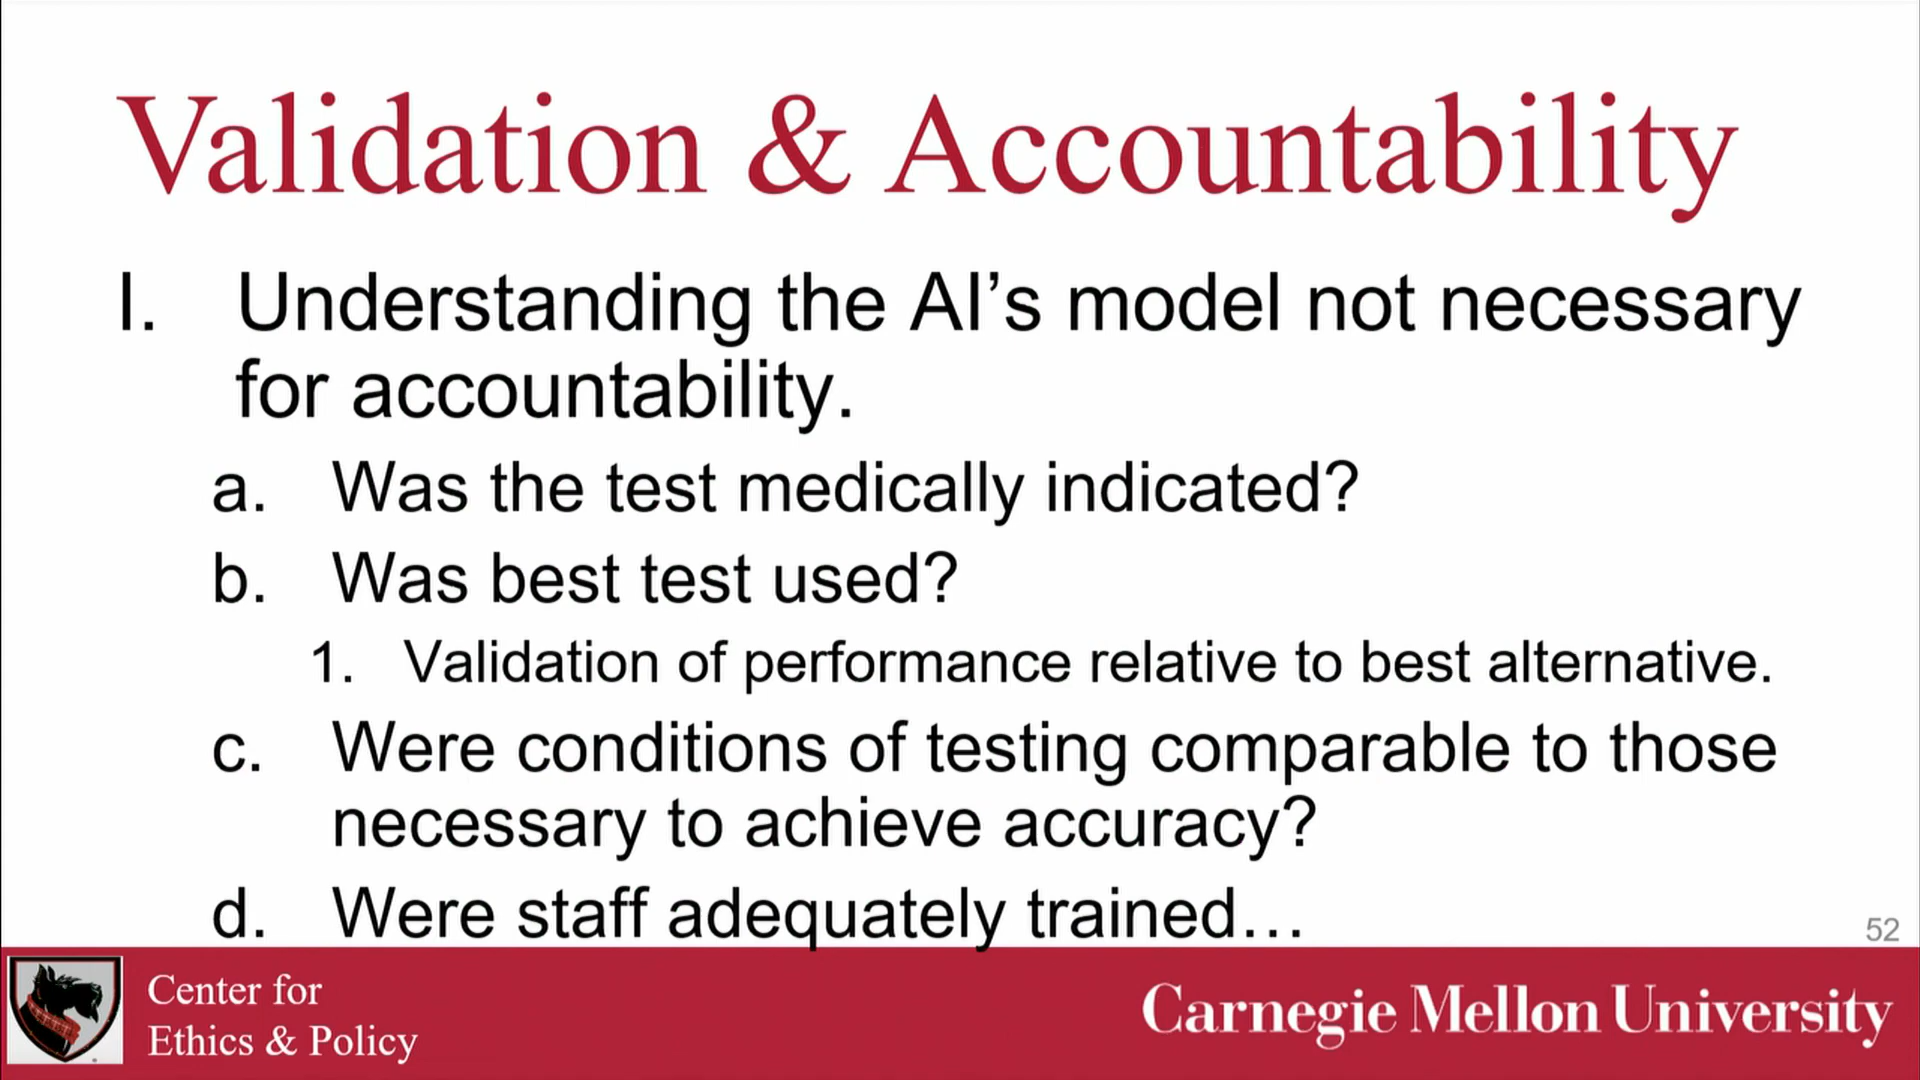 Validation & Accountability
I. Understanding the AI’s model not necessary
for accountability.
a. Was the test medically indicated?
b. Was best test used?
1. Validation of performance relative to best alternative.
c. Were conditions of testing comparable to those
necessary to achieve accuracy?
d. Were staff adequately trained…
52
Center for
Ethics & Policy
Carnegie Mellon University